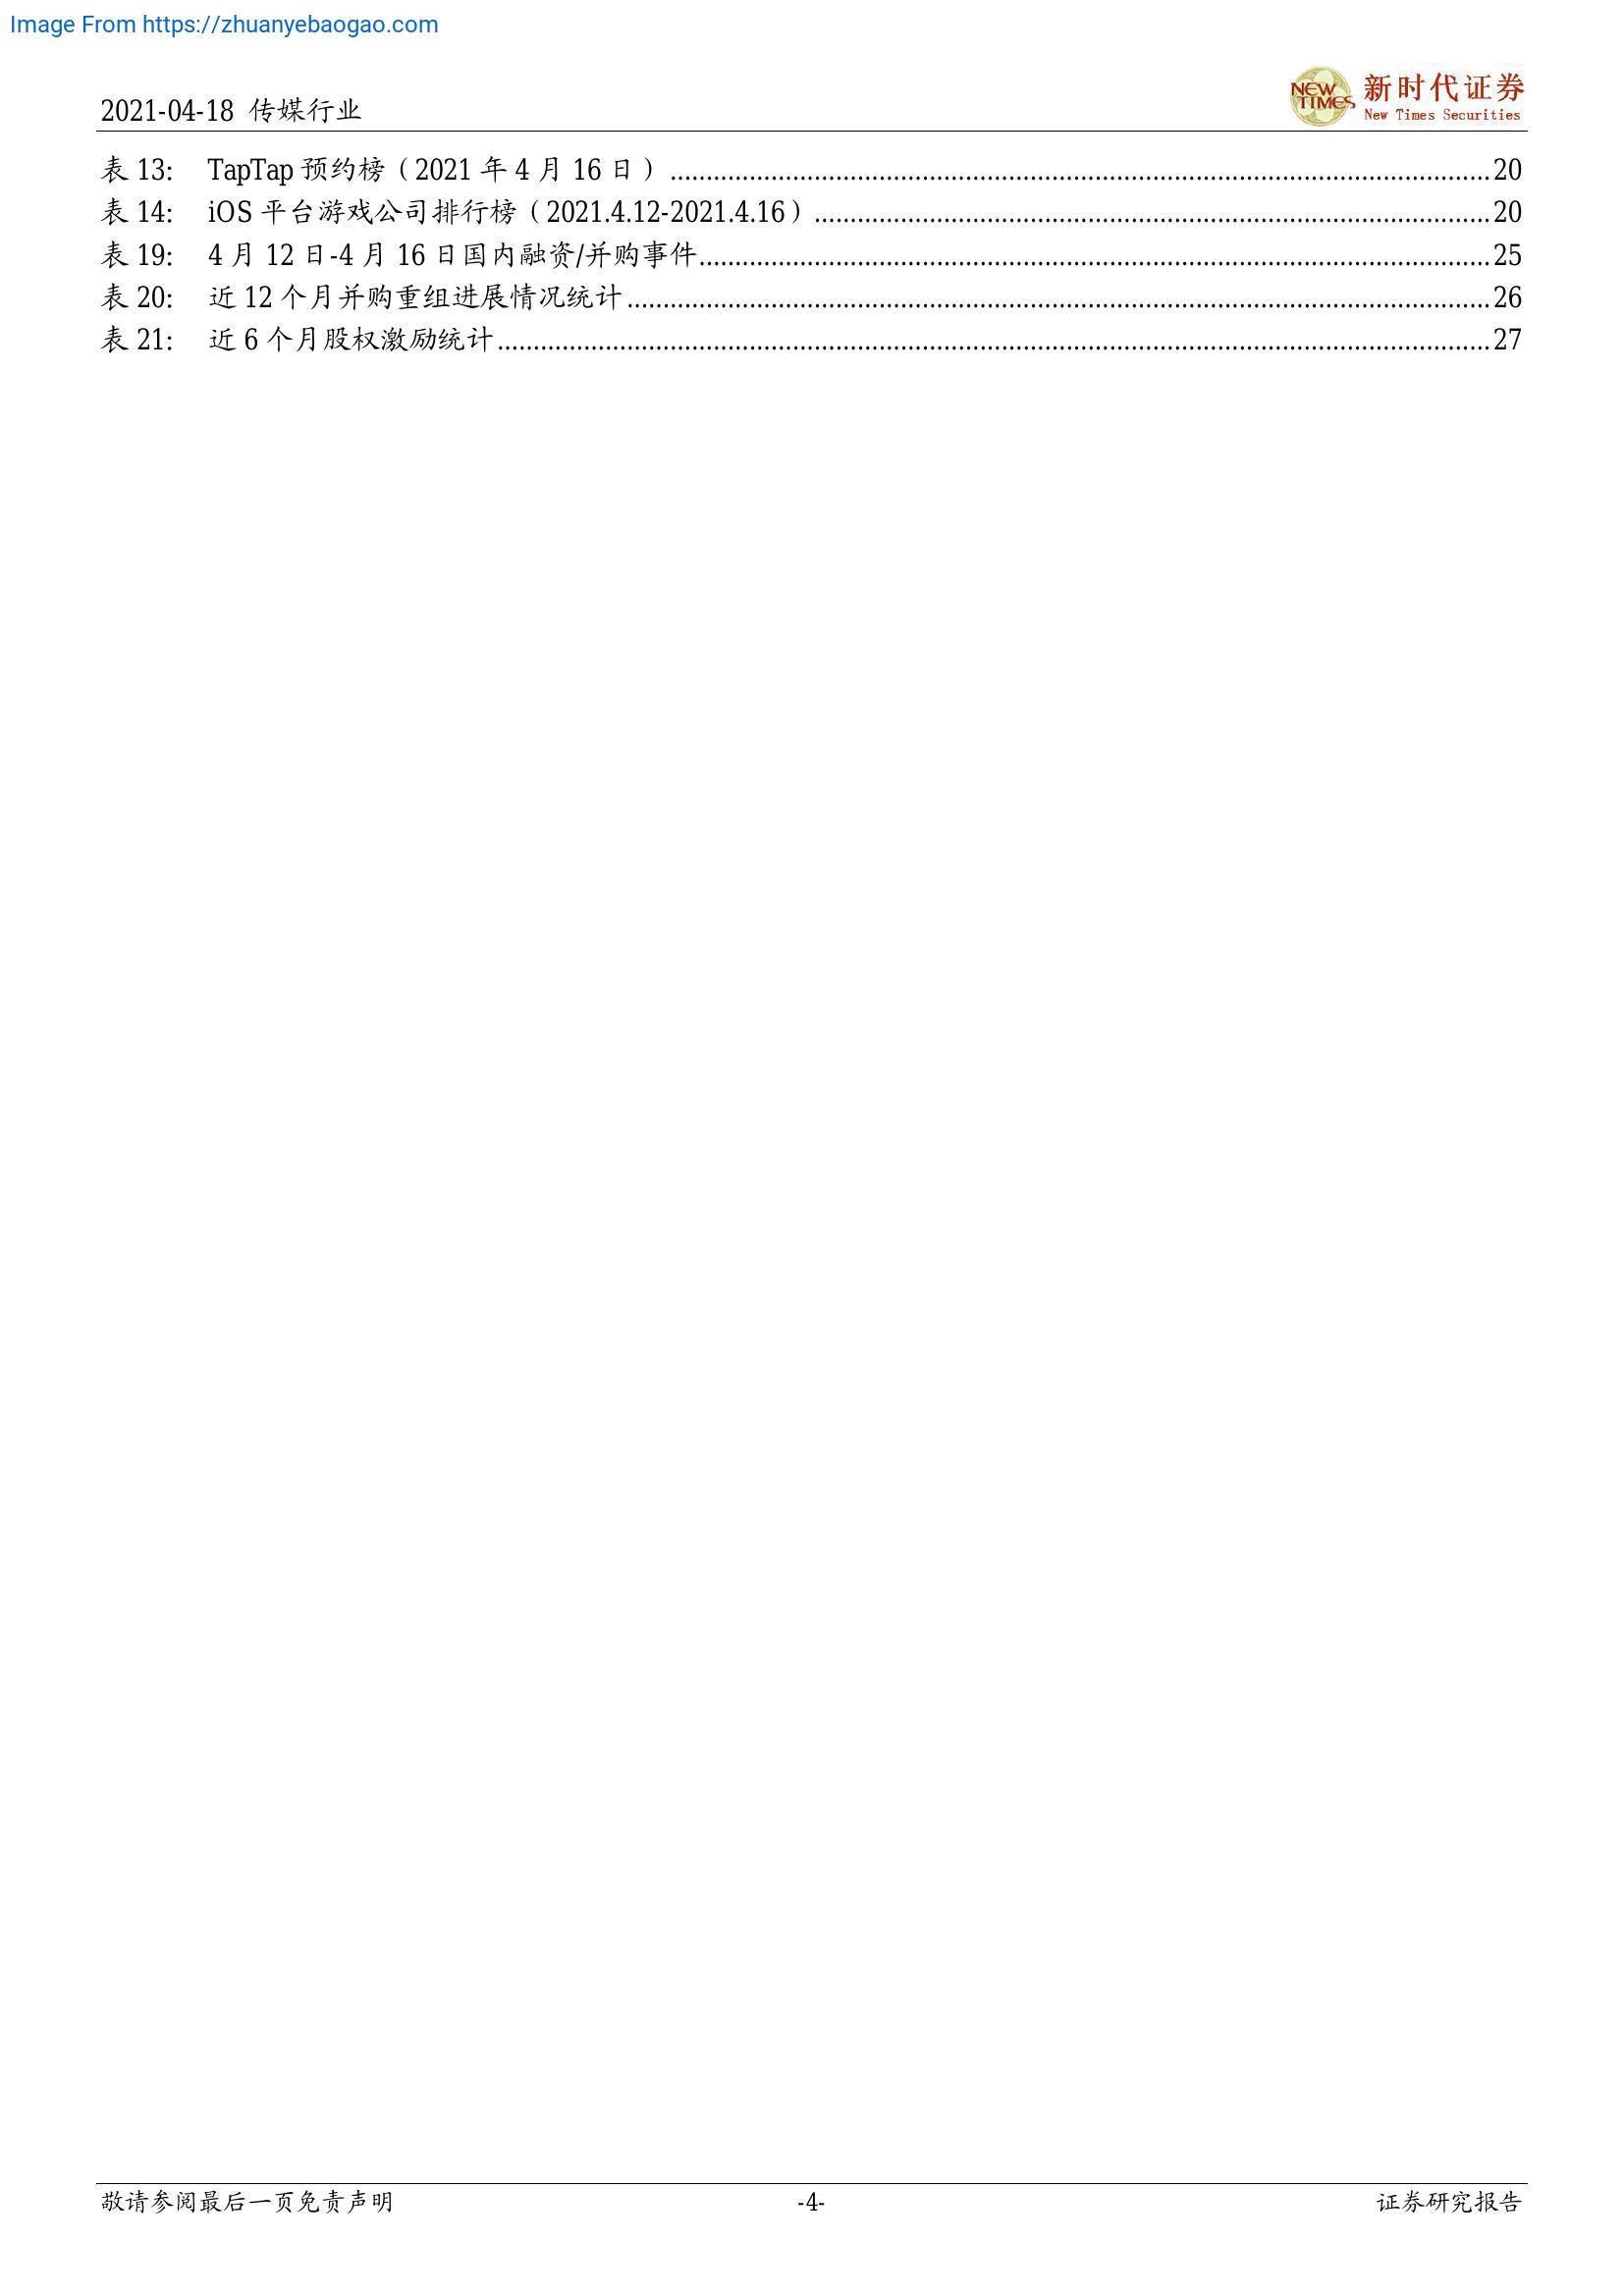 Image From https://zhuanyebaogao.com
2021-04-18 传媒行业
NEW TIMES 新时代证券
New Times Securities
表 13: TapTap 预约榜（2021 年 4 月 16 日）....................20
表 14: iOS 平台游戏公司排行榜（2021.4.12-2021.4.16）....................20
表 19: 4 月 12 日-4 月 16 日国内融资/并购事件....................25
表 20: 近 12 个月并购重组进展情况统计....................26
表 21: 近 6 个月股权激励统计....................27
敬请参阅最后一页免责声明 -4- 证券研究报告